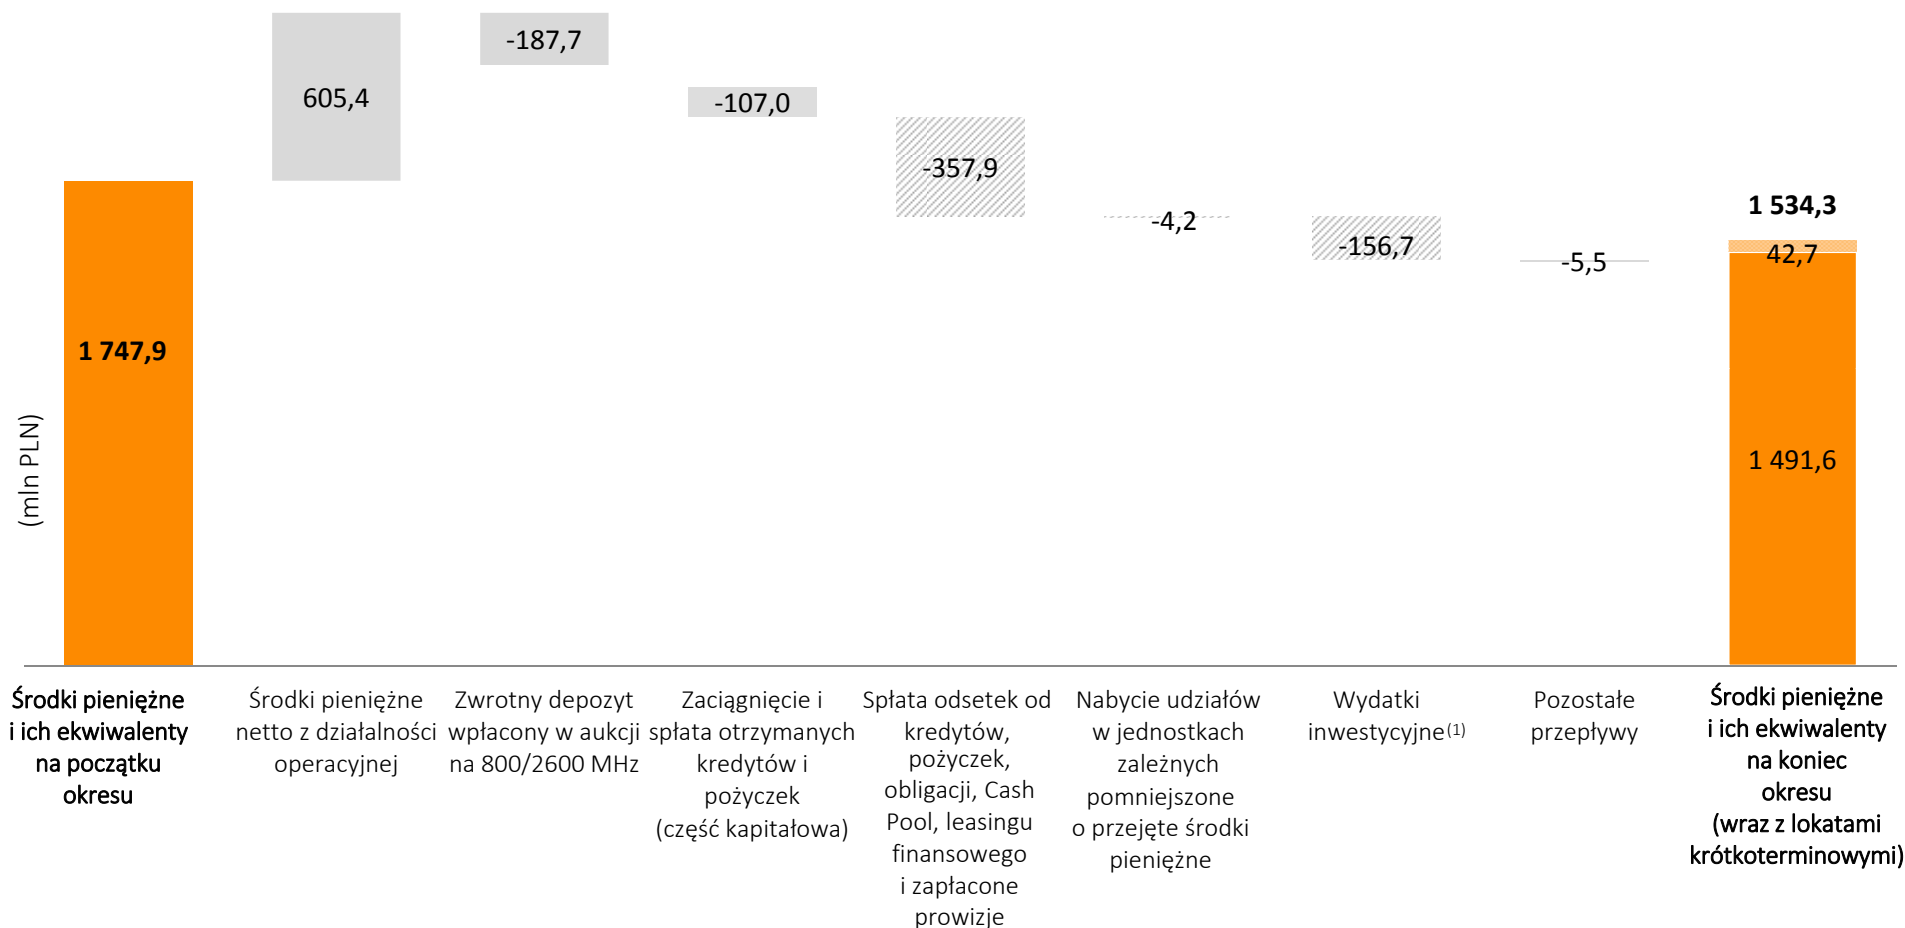 605,4
-187,7
-107,0
-357,9
-4,2
-156,7
-5,5
1 534,3
42,7
1 747,9
1 491,6
(mln PLN)
Środki pieniężne
i ich ekwiwalenty
na początku
okresu
Środki pieniężne
netto z działalności
operacyjnej
Zwrotny depozyt
wpłacony w aukcji
na 800/2600 MHz
Zaciągnięcie i
spłata otrzymanych
kredytów i
pożyczek
(część kapitałowa)
Spłata odsetek od
kredytów,
pożyczek,
obligacji, Cash
Pool, leasingu
finansowego
i zapłacone
prowizje
Nabycie udziałów
w jednostkach
zależnych
pomniejszone
o przejęte środki
pieniężne
Wydatki
inwestycyjne(1)
Pozostałe
przepływy
Środki pieniężne
i ich ekwiwalenty
na koniec
okresu
(wraz z lokatami
krótkoterminowymi)